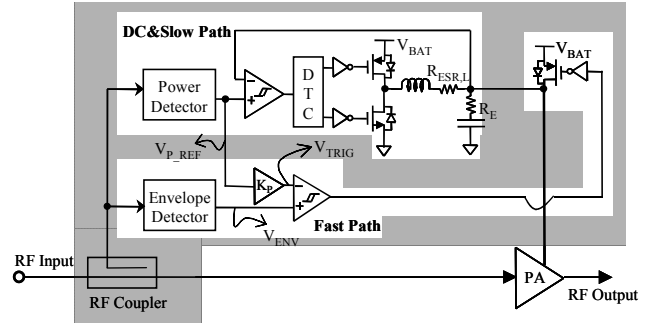 DC&Slow Path
V_BAT
V_BAT
Power
Detector
D
T
C
R_ESR,L
R_E
+
V_P_REF
V_TRIG
K_P
Envelope
Detector
+
V_ENV
Fast Path
RF Input
RF Coupler
PA
RF Output